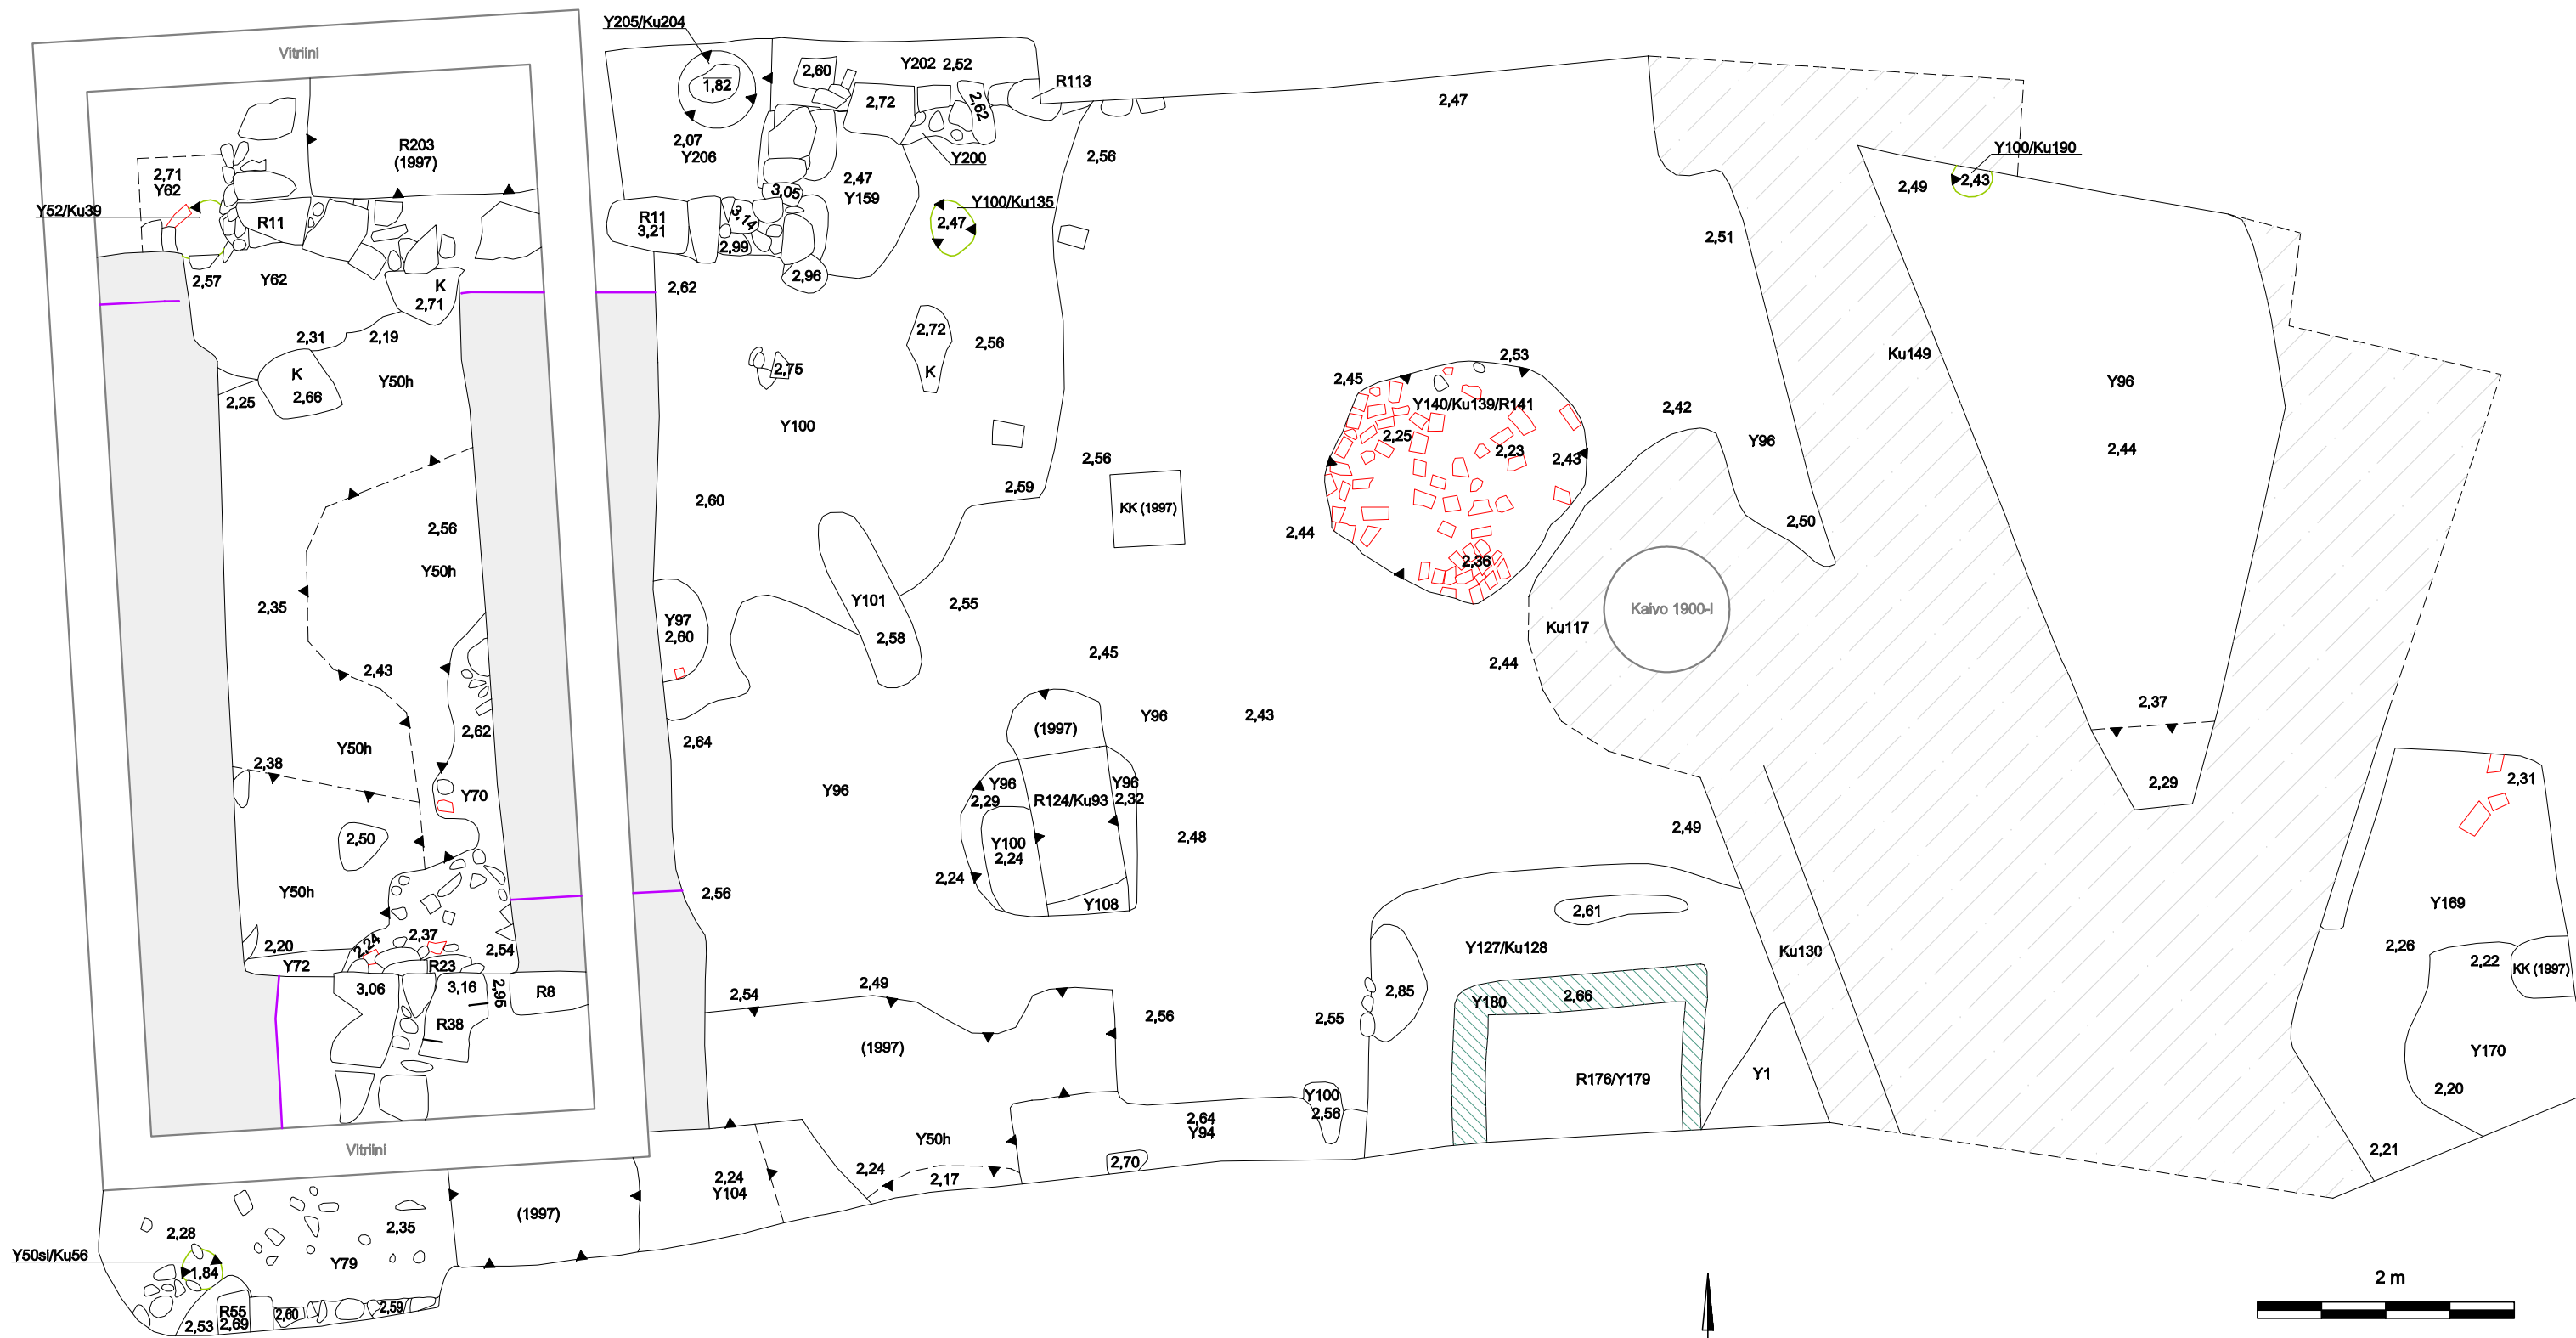 Vitriini
Y205/Ku204
1,82
2,60
Y202 2,52
2,72
2,62
R113
2,47
2,07
Y206
Y200
2,56
R203
(1997)
2,71
Y62
Y52/Ku39
R11
2,47
Y159
3,05
R11
3,21
3,14
2,99
2,96
Y100/Ku135
2,47
Y100/Ku190
2,43
2,49
2,51
2,57
Y62
K
2,71
2,62
2,31
2,19
K
2,66
Y50h
2,25
2,72
K
2,56
2,75
Y100
2,53
2,45
Y140/Ku139/R141
2,25
2,23
2,43
2,36
2,44
2,42
Y96
2,50
Ku149
Y96
2,44
2,56
Y50h
2,60
2,59
2,56
KK (1997)
2,35
Y101
2,58
2,55
Y97
2,60
Kaivo 1900-I
Ku117
2,44
2,43
2,45
2,62
2,64
Y50h
2,38
Y96
(1997)
Y96
2,43
2,37
2,29
Y70
Y96
2,29
R124/Ku93
Y96
2,32
Y100
2,24
2,24
Y108
2,48
2,49
2,31
2,50
Y50h
2,56
2,61
Y127/Ku128
Ku130
Y169
2,26
2,22
KK (1997)
2,20
Y72
2,24
2,37
2,54
R23
3,06
3,16
2,95
R8
R38
2,54
2,49
(1997)
2,56
2,55
2,85
Y180
2,66
R176/Y179
Y1
Y170
2,20
2,21
Y100
2,56
2,64
Y94
2,70
Y50h
2,24
2,17
Vitriini
2,24
Y104
(1997)
2,28
2,35
Y50sl/Ku56
1,84
Y79
R55
2,69
2,53
2,60
2,59
2 m